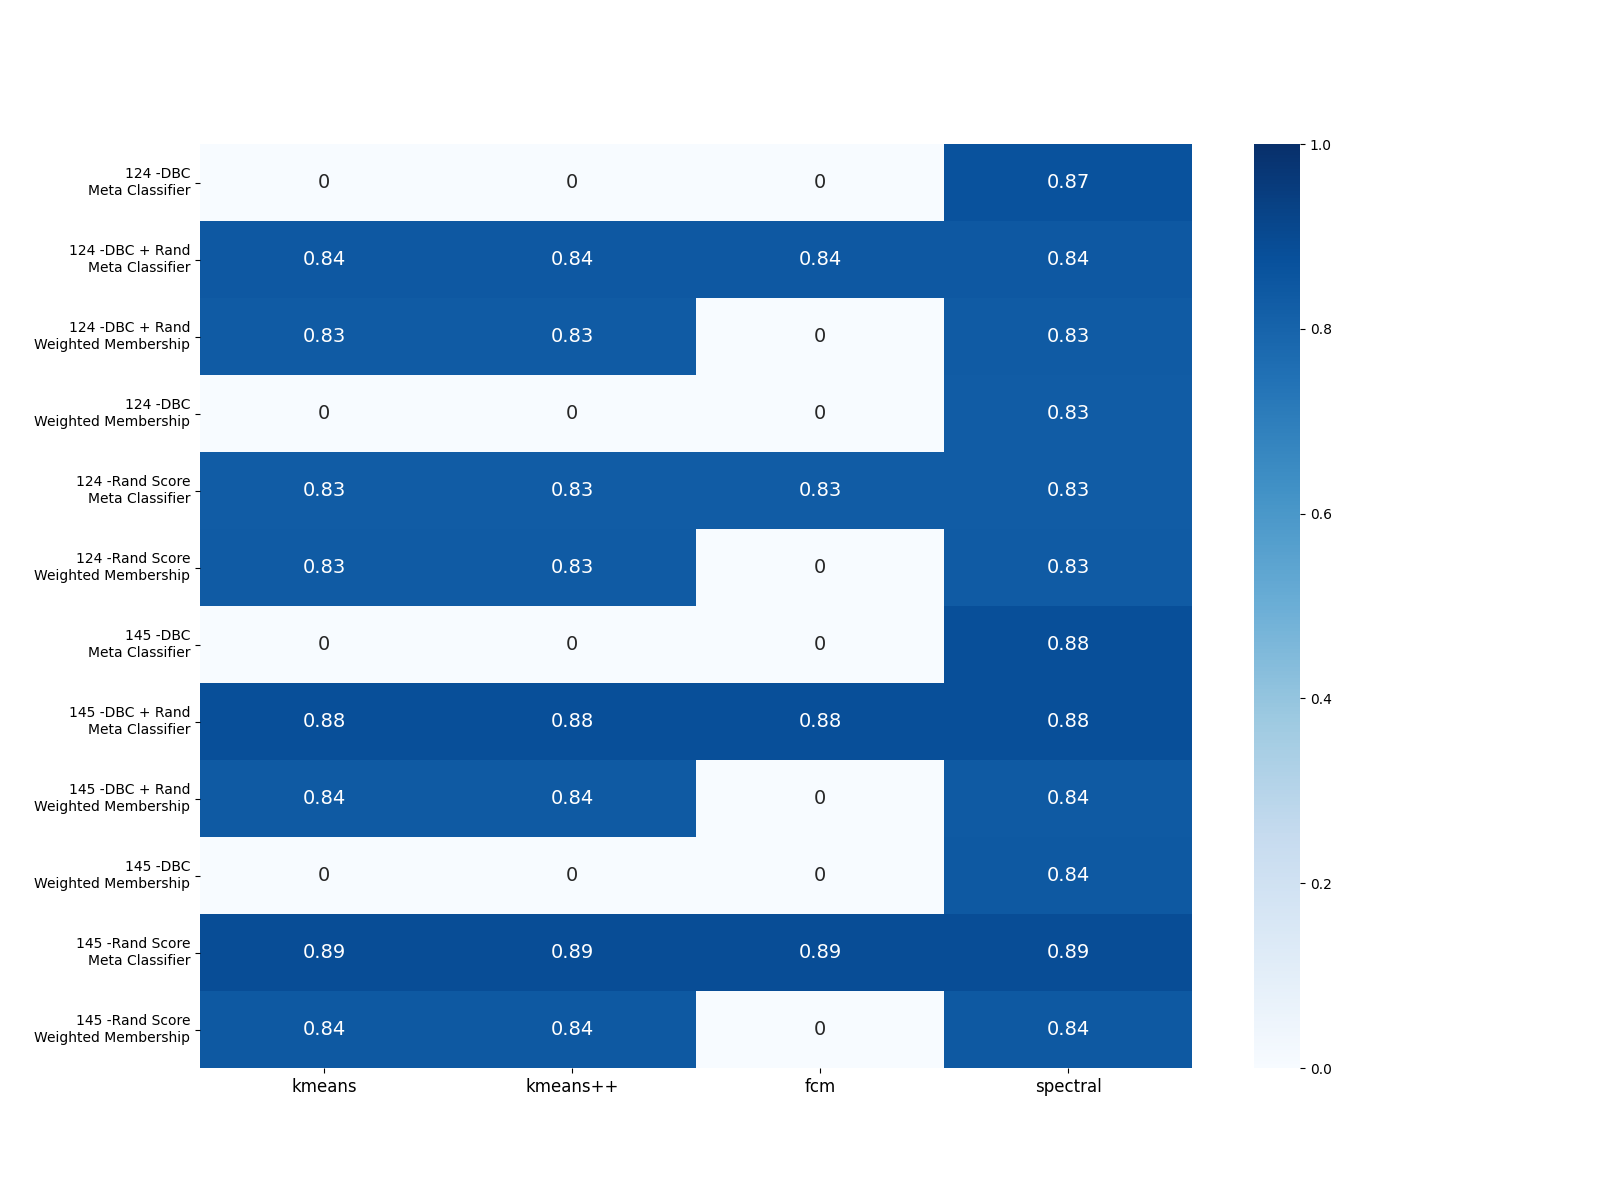 124 -DBC
Meta Classifier
0 0 0 0.87
124 -DBC + Rand
Meta Classifier
0.84 0.84 0.84 0.84
124 -DBC + Rand
Weighted Membership
0.83 0.83 0 0.83
124 -DBC
Weighted Membership
0 0 0 0.83
124 -Rand Score
Meta Classifier
0.83 0.83 0.83 0.83
124 -Rand Score
Weighted Membership
0.83 0.83 0 0.83
145 -DBC
Meta Classifier
0 0 0 0.88
145 -DBC + Rand
Meta Classifier
0.88 0.88 0.88 0.88
145 -DBC + Rand
Weighted Membership
0.84 0.84 0 0.84
145 -DBC
Weighted Membership
0 0 0 0.84
145 -Rand Score
Meta Classifier
0.89 0.89 0.89 0.89
145 -Rand Score
Weighted Membership
0.84 0.84 0 0.84
kmeans kmeans++ fcm spectral
1.0
0.8
0.6
0.4
0.2
0.0